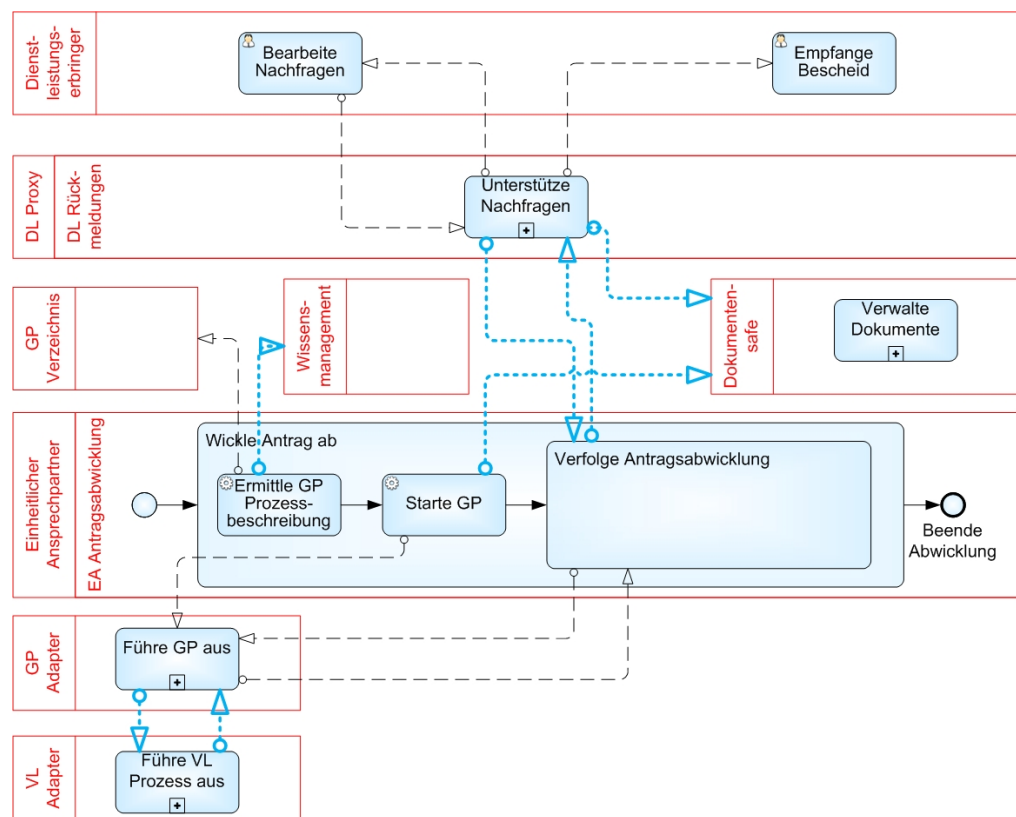 Dienst-
leistungs-
erbringer
Bearbeite
Nachfragen
Empfange
Bescheid
DL Proxy
DL Rück-
meldungen
Unterstütze
Nachfragen
GP
Verzeichnis
Wissens-
management
Dokumenten-
safe
Verwalte
Dokumente
Einheitlicher
Ansprechpartner
EA Antragsabwicklung
Wickle Antrag ab
Ermittle GP
Prozess-
beschreibung
Starte GP
Verfolge Antragsabwicklung
Beende
Abwicklung
GP
Adapter
Führe GP aus
VL
Adapter
Führe VL
Prozess aus